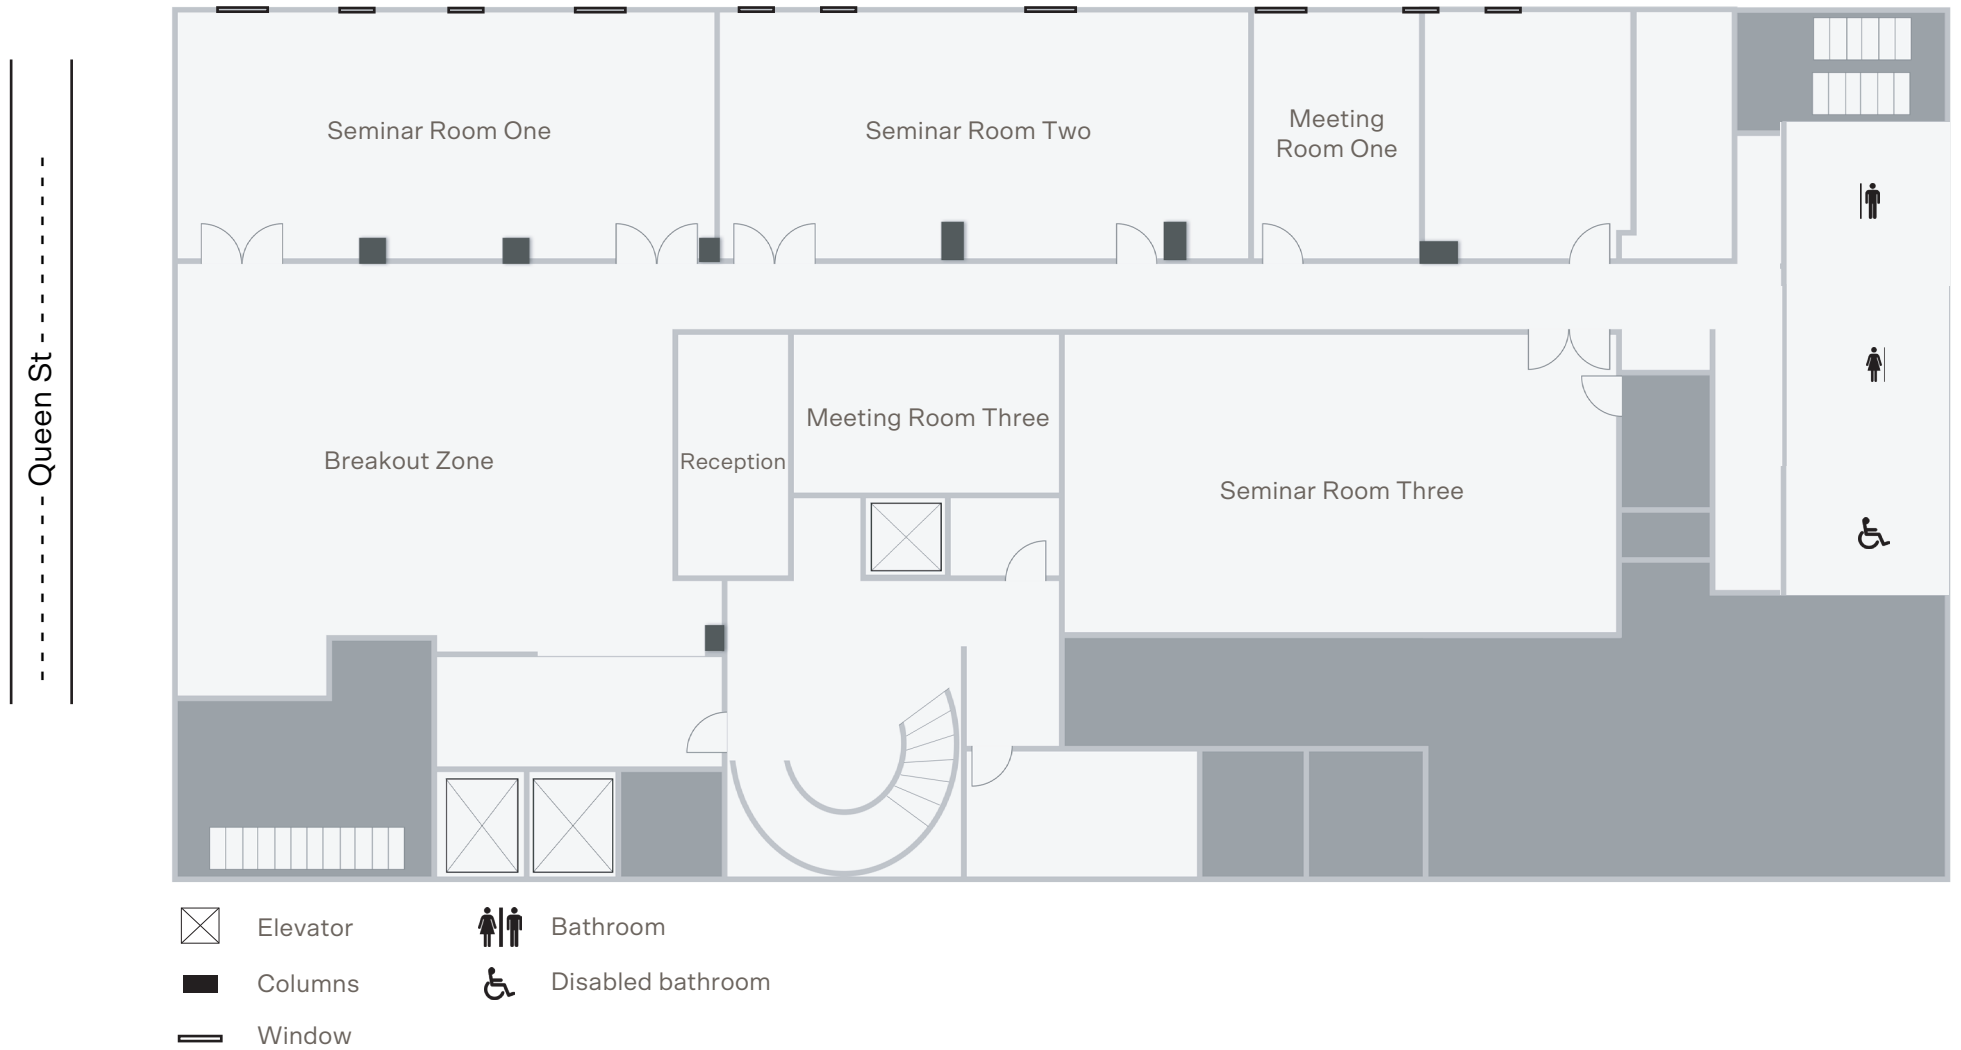 Seminar Room One
Seminar Room Two
Meeting
Room One
Queen St
Breakout Zone
Reception
Meeting Room Three
Seminar Room Three
Elevator
Bathroom
Columns
Disabled bathroom
Window